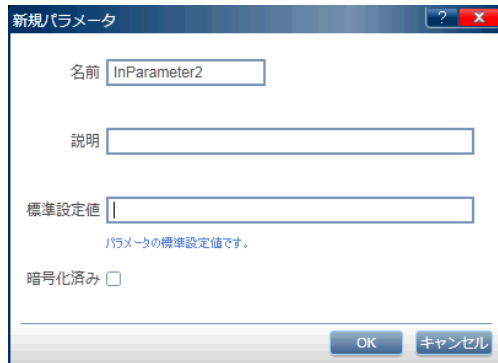 新規パラメータ
?
X
名前 InParameter2
説明
標準設定値
パラメータの標準設定値です。
暗号化済み
OK キャンセル